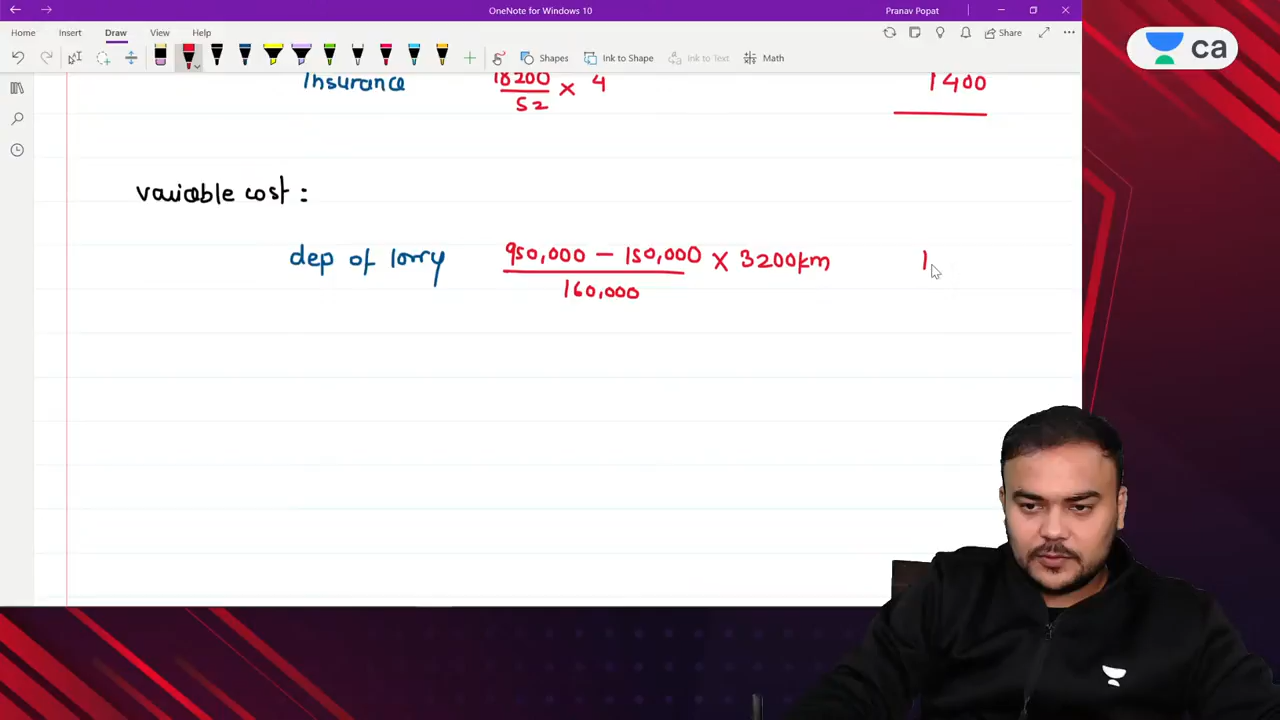 OneNote for Windows 10
Pranav Popat
Home Insert Draw View Help
Share
Shapes Ink to Shape Ink to Text Math
ca
Insurance 18200 / 52 × 4 1400
variable cost :
dep of lorry 950,000 − 150,000 / 160,000 × 3200km 1